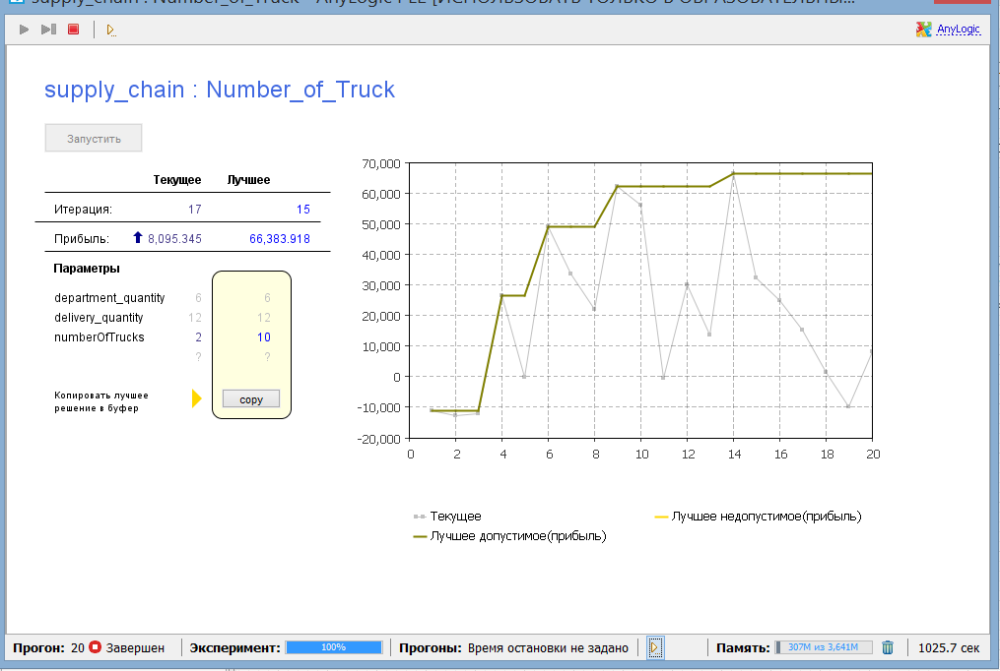 supply_chain : Number_of_Truck - AnyLogic PLE [ИСПОЛЬЗОВАТЬ ТОЛЬКО В ОБРАЗОВАТЕЛЬНЫ...
AnyLogic
supply_chain : Number_of_Truck
Запустить
Текущее Лучшее
Итерация: 17 15
Прибыль: 8,095.345 66,383.918
Параметры
department_quantity 6 6
delivery_quantity 12 12
numberOfTrucks 2 10
? ?
Копировать лучшее
решение в буфер
copy
70,000
60,000
50,000
40,000
30,000
20,000
10,000
0
-10,000
-20,000
0 2 4 6 8 10 12 14 16 18 20
Текущее Лучшее недопустимое(прибыль)
Лучшее допустимое(прибыль)
Прогон: 20 Завершен Эксперимент: 100% Прогоны: Время остановки не задано Память: 307M из 3,641M 1025.7 сек